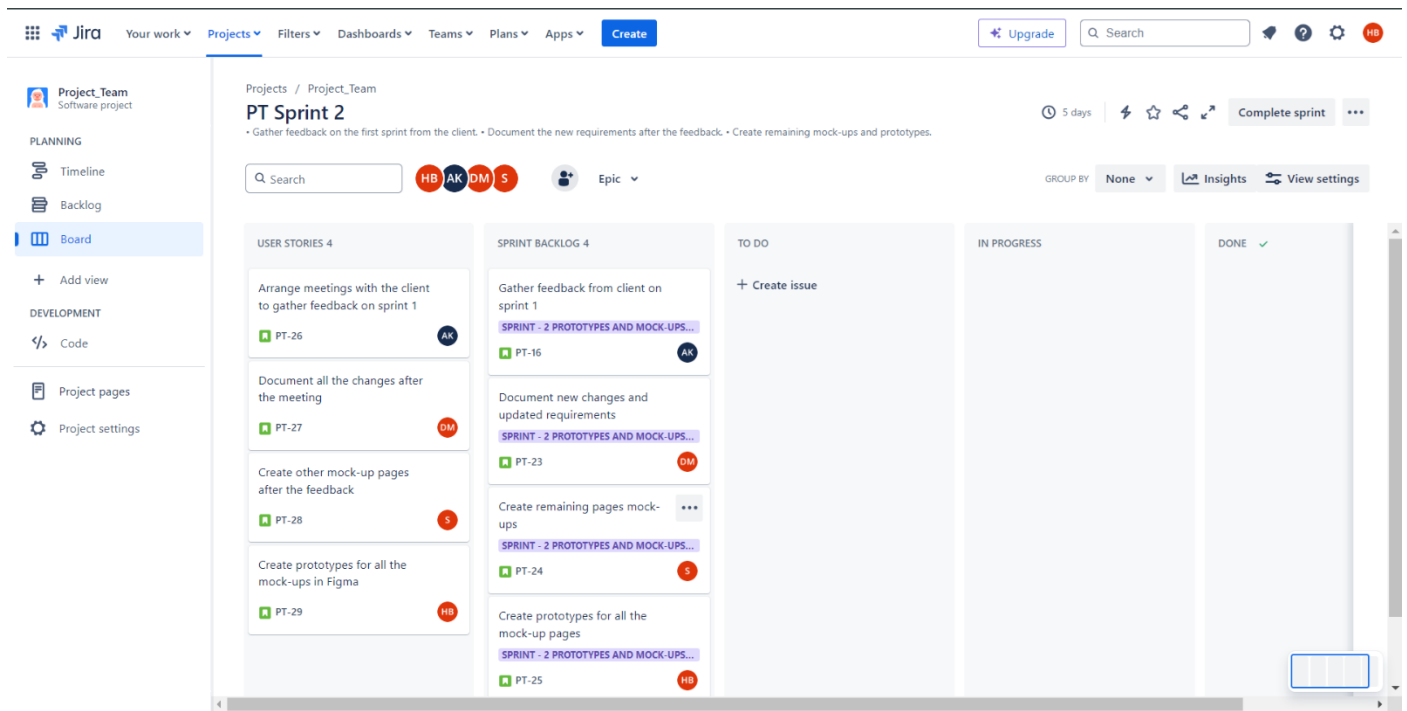 Jira Your work Projects Filters Dashboards Teams Plans Apps Create Upgrade Search HB
Project_Team
Software project
PLANNING
Timeline
Backlog
Board
Add view
DEVELOPMENT
Code
Project pages
Project settings
Projects / Project_Team
PT Sprint 2
• Gather feedback on the first sprint from the client. • Document the new requirements after the feedback. • Create remaining mock-ups and prototypes.
5 days Complete sprint
Search HB AK DM S Epic GROUP BY None Insights View settings
USER STORIES 4
Arrange meetings with the client
to gather feedback on sprint 1
PT-26 AK
Document all the changes after
the meeting
PT-27 DM
Create other mock-up pages
after the feedback
PT-28 S
Create prototypes for all the
mock-ups in Figma
PT-29 HB
SPRINT BACKLOG 4
Gather feedback from client on
sprint 1
SPRINT - 2 PROTOTYPES AND MOCK-UPS...
PT-16 AK
Document new changes and
updated requirements
SPRINT - 2 PROTOTYPES AND MOCK-UPS...
PT-23 DM
Create remaining pages mock-
ups
SPRINT - 2 PROTOTYPES AND MOCK-UPS...
PT-24 S
Create prototypes for all the
mock-up pages
SPRINT - 2 PROTOTYPES AND MOCK-UPS...
PT-25 HB
TO DO
+ Create issue
IN PROGRESS
DONE